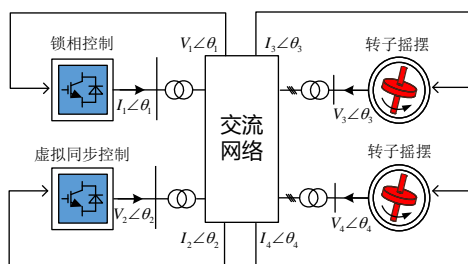 锁相控制
V₁∠θ₁
I₃∠θ₃
转子摇摆
I₁∠θ₁
V₃∠θ₃
交流
网络
虚拟同步控制
转子摇摆
V₂∠θ₂
V₄∠θ₄
I₂∠θ₂
I₄∠θ₄